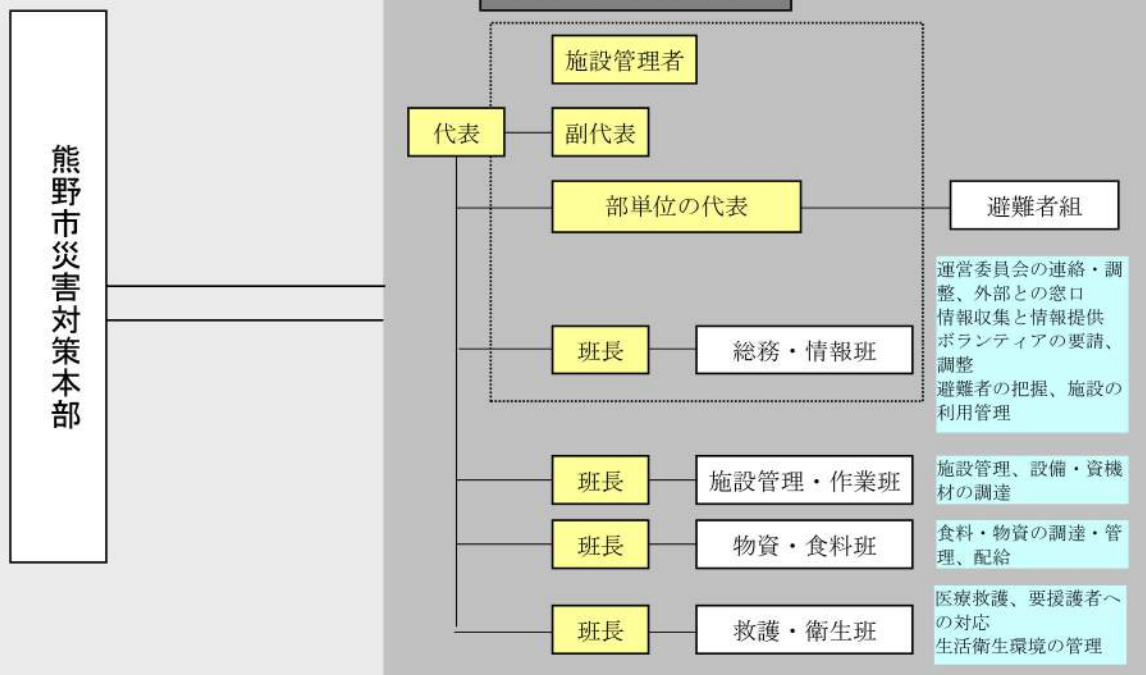 熊野市災害対策本部
施設管理者
代表
副代表
部単位の代表
避難者組
班長
総務・情報班
運営委員会の連絡・調
整、外部との窓口
情報収集と情報提供
ボランティアの要請、
調整
避難者の把握、施設の
利用管理
班長
施設管理・作業班
施設管理、設備・資機
材の調達
班長
物資・食料班
食料・物資の調達・管
理、配給
班長
救護・衛生班
医療救護、要援護者へ
の対応
生活衛生環境の管理